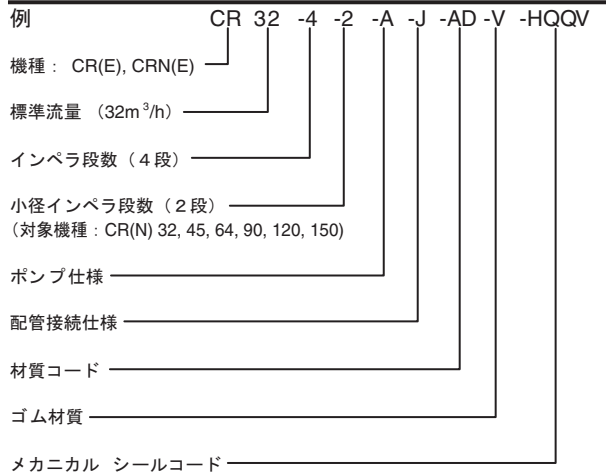 例 CR 32 -4 -2 -A -J -AD -V -HQQV
機種： CR(E), CRN(E)
標準流量 （32m³/h）
インペラ段数（４段）
小径インペラ段数（２段）
（対象機種：CR(N) 32, 45, 64, 90, 120, 150)
ポンプ仕様
配管接続仕様
材質コード
ゴム材質
メカニカル シールコード